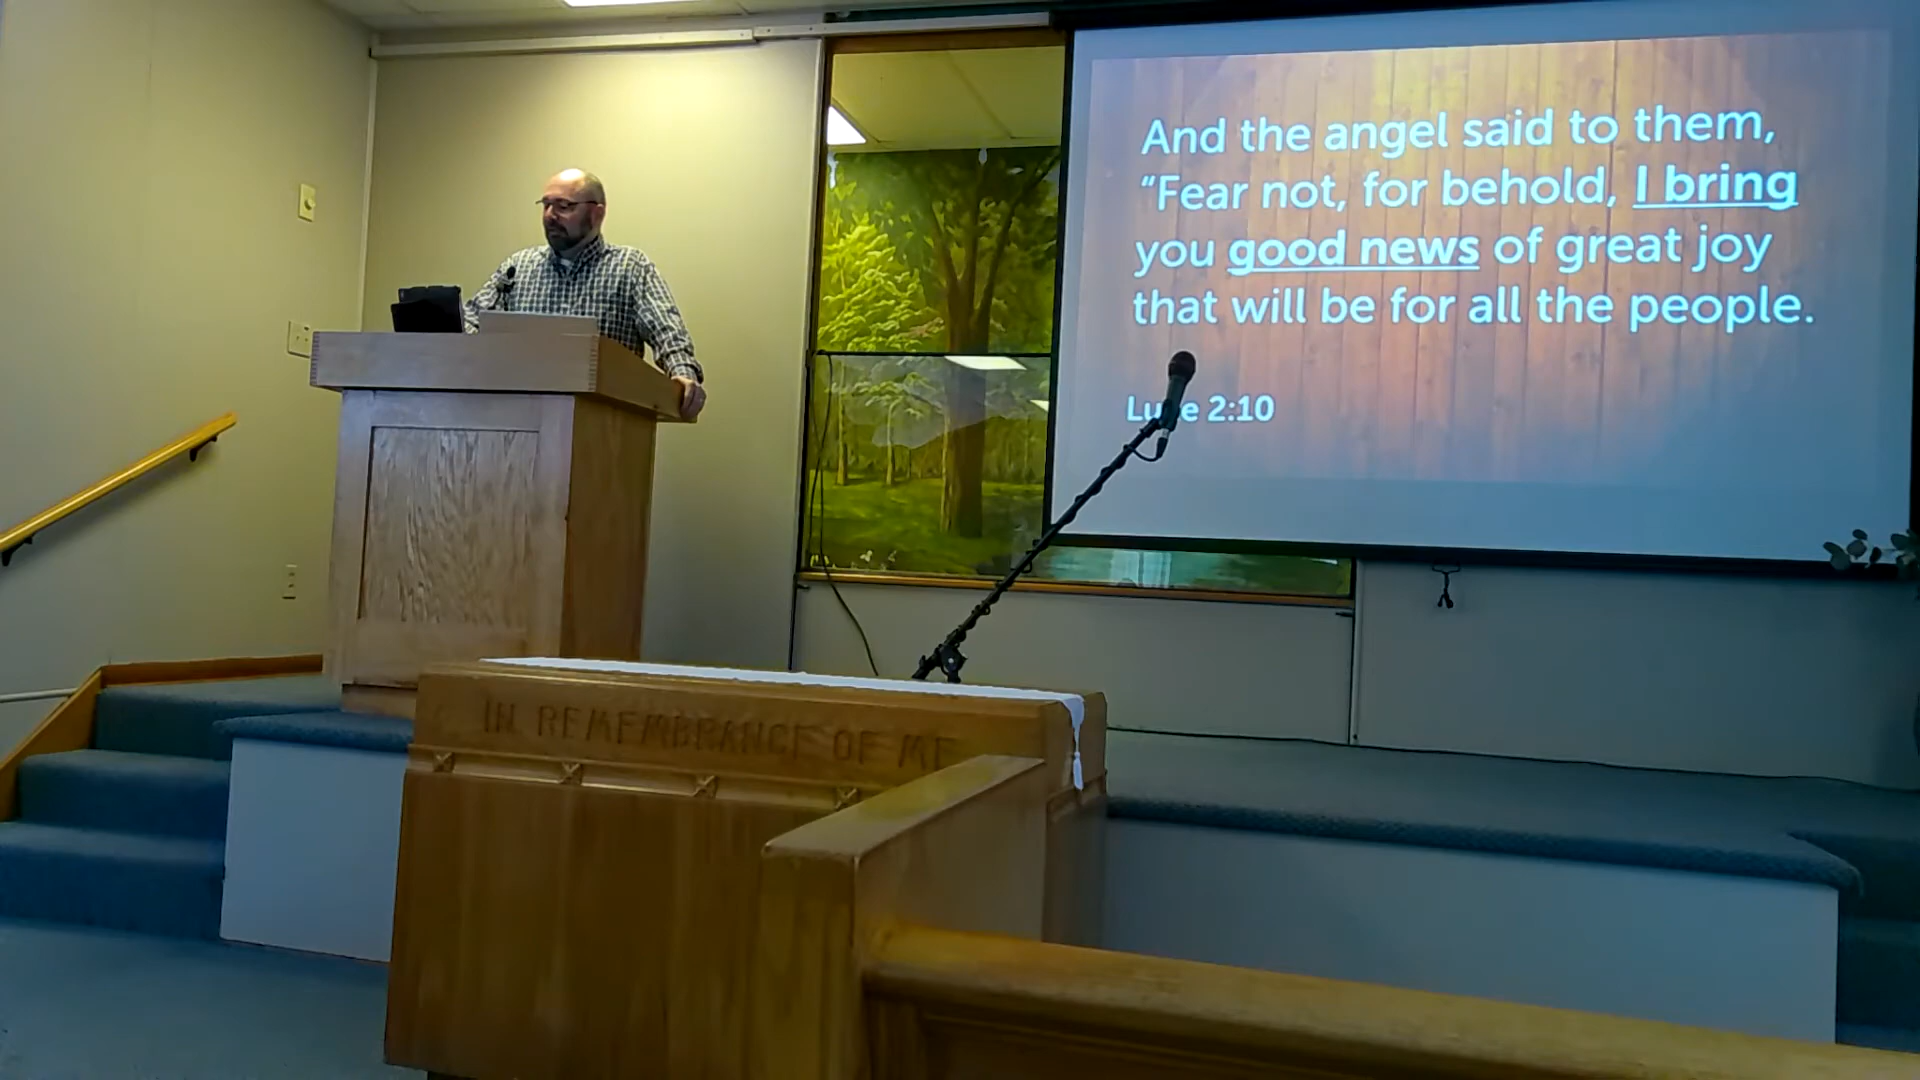 And the angel said to them,
“Fear not, for behold, I bring
you good news of great joy
that will be for all the people.
Luke 2:10
IN REMEMBRANCE OF ME